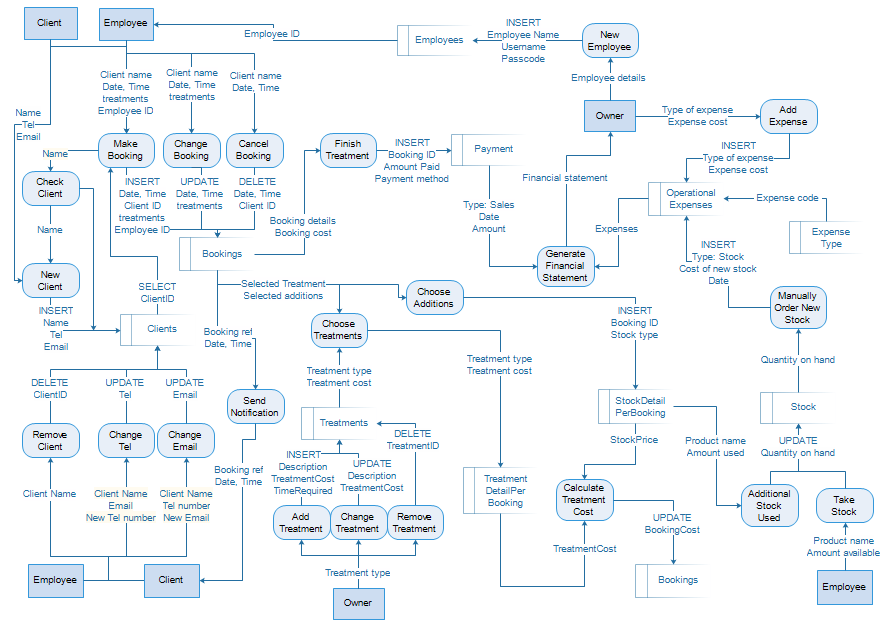 Client
Employee
Employee ID
Employees
INSERT
Employee Name
Username
Passcode
New
Employee
Employee details
Client name
Date, Time
treatments
Employee ID
Client name
Date, Time
treatments
Client name
Date, Time
Owner
Type of expense
Expense cost
Add
Expense
Name
Tel
Email
Name
Make
Booking
Change
Booking
Cancel
Booking
Finish
Treatment
INSERT
Booking ID
Amount Paid
Payment method
Payment
INSERT
Type of expense
Expense cost
Check
Client
INSERT
Date, Time
Client ID
treatments
Employee ID
UPDATE
Date, Time
treatments
DELETE
Date, Time
Client ID
Financial statement
Operational
Expenses
Expense code
Expense
Type
Name
Booking details
Booking cost
Type: Sales
Date
Amount
Expenses
Bookings
INSERT
Type: Stock
Cost of new stock
Date
New
Client
SELECT
ClientID
Selected Treatment
Selected additions
Generate
Financial
Statement
Choose
Additions
Manually
Order New
Stock
INSERT
Name
Tel
Email
Clients
Booking ref
Date, Time
Choose
Treatments
INSERT
Booking ID
Stock type
Treatment type
Treatment cost
Treatment type
Treatment cost
Quantity on hand
DELETE
ClientID
UPDATE
Tel
UPDATE
Email
Send
Notification
StockDetail
PerBooking
Stock
Remove
Client
Change
Tel
Change
Email
Treatments
DELETE
TreatmentID
StockPrice
Product name
Amount used
UPDATE
Quantity on hand
INSERT
Description
TreatmentCost
TimeRequired
UPDATE
Description
TreatmentCost
Booking ref
Date, Time
Treatment
DetailPer
Booking
Calculate
Treatment
Cost
Additional
Stock
Used
Take
Stock
Client Name
Client Name
Email
New Tel number
Client Name
Tel number
New Email
Add
Treatment
Change
Treatment
Remove
Treatment
UPDATE
BookingCost
TreatmentCost
Product name
Amount available
Employee
Client
Treatment type
Owner
Bookings
Employee